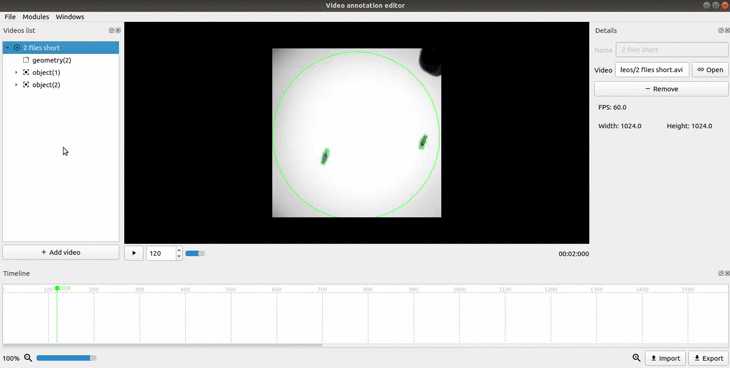 Video annotation editor
File Modules Windows
Videos list
2 flies short
geometry(2)
object(1)
object(2)
+ Add video
120
00:02:000
Details
Name 2 flies short
Video leos/2 flies short.avi Open
− Remove
FPS: 60.0
Width: 1024.0 Height: 1024.0
Timeline
100 200 300 400 500 600 700 800 900 1000 1100 1200 1300 1400 1500
100%
Import Export